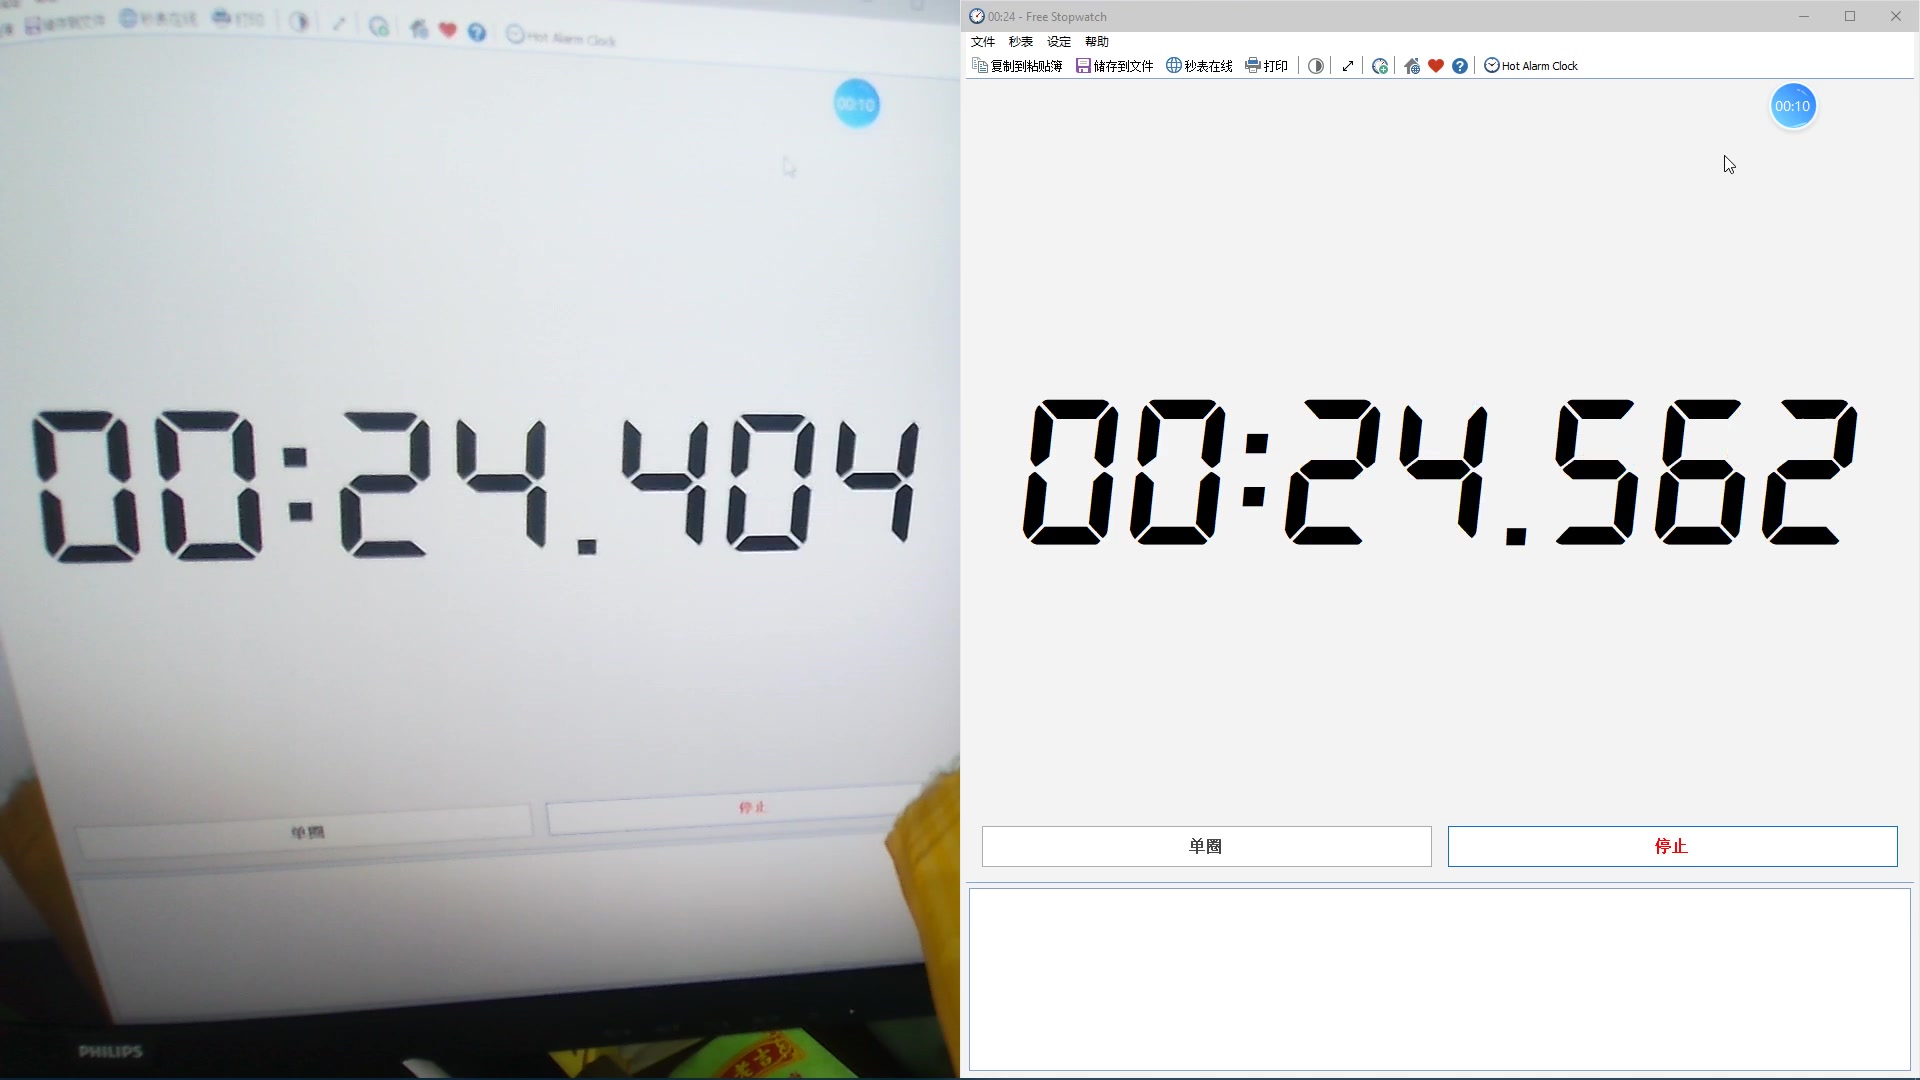 储存到文件 秒表在线 打印 Hot Alarm Clock
00:10
00:24.404
单圈 停止
PHILIPS
老吉
00:24 - Free Stopwatch
文件 秒表 设定 帮助
复制到粘贴簿 储存到文件 秒表在线 打印 Hot Alarm Clock
00:10
00:24.562
单圈 停止